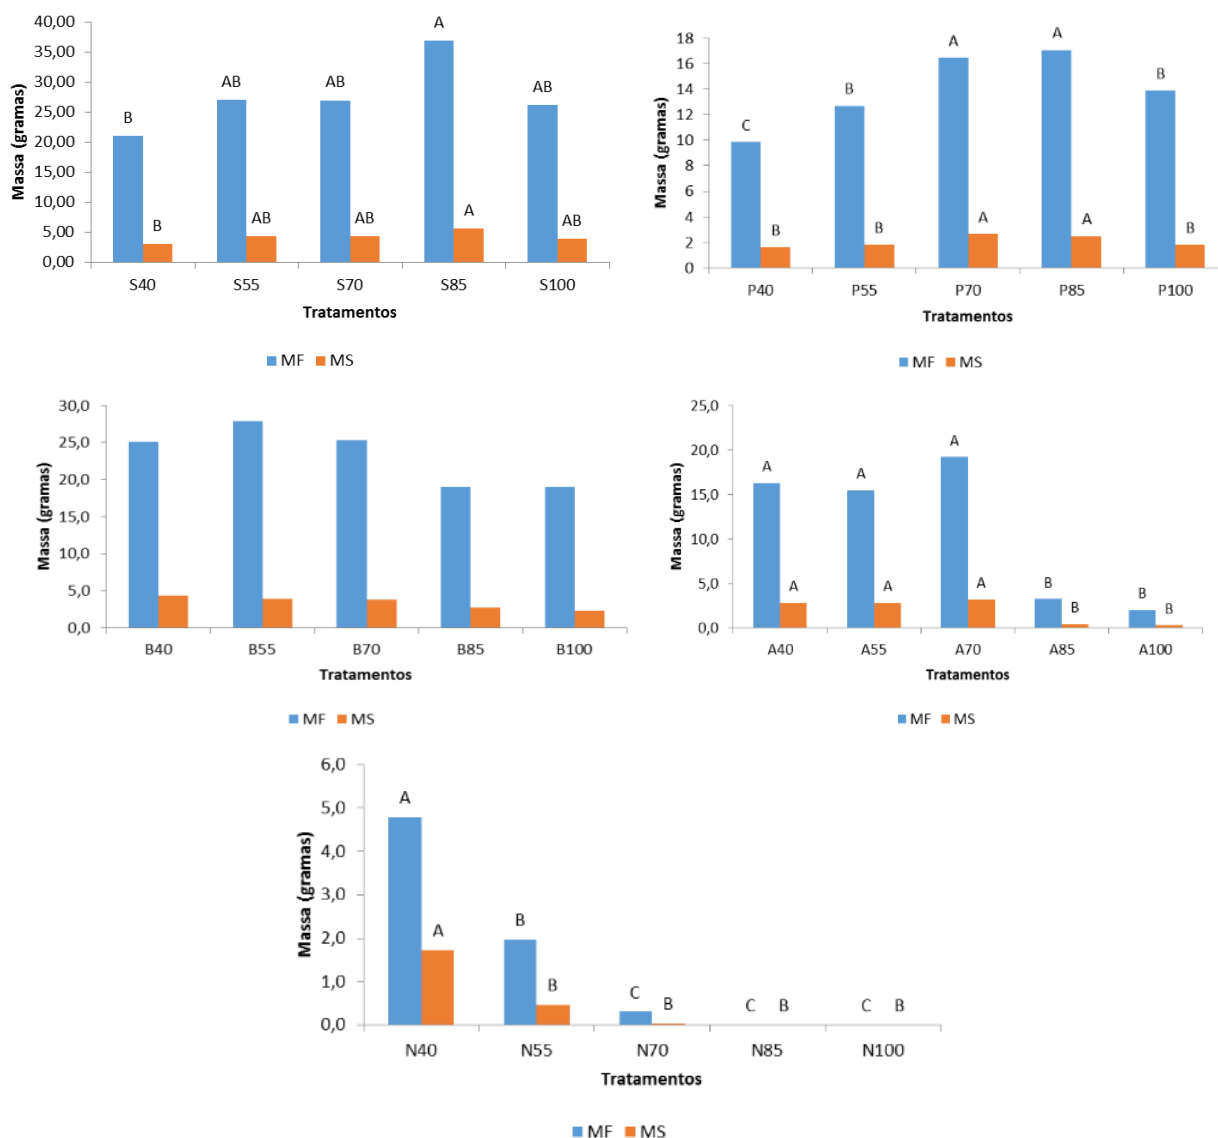 40,00
35,00
30,00
25,00
20,00
15,00
10,00
5,00
0,00
Massa (gramas)
B AB AB A AB
B AB AB A AB
S40 S55 S70 S85 S100
Tratamentos
MF MS
18
16
14
12
10
8
6
4
2
0
Massa (gramas)
C B A A B
B B A A B
P40 P55 P70 P85 P100
Tratamentos
MF MS
30,0
25,0
20,0
15,0
10,0
5,0
0,0
Massa (gramas)
B40 B55 B70 B85 B100
Tratamentos
MF MS
25,0
20,0
15,0
10,0
5,0
0,0
Massa (gramas)
A A A B B
A A A B B
A40 A55 A70 A85 A100
Tratamentos
MF MS
6,0
5,0
4,0
3,0
2,0
1,0
0,0
Massa (gramas)
A B C C C
A B B B B
N40 N55 N70 N85 N100
Tratamentos
MF MS